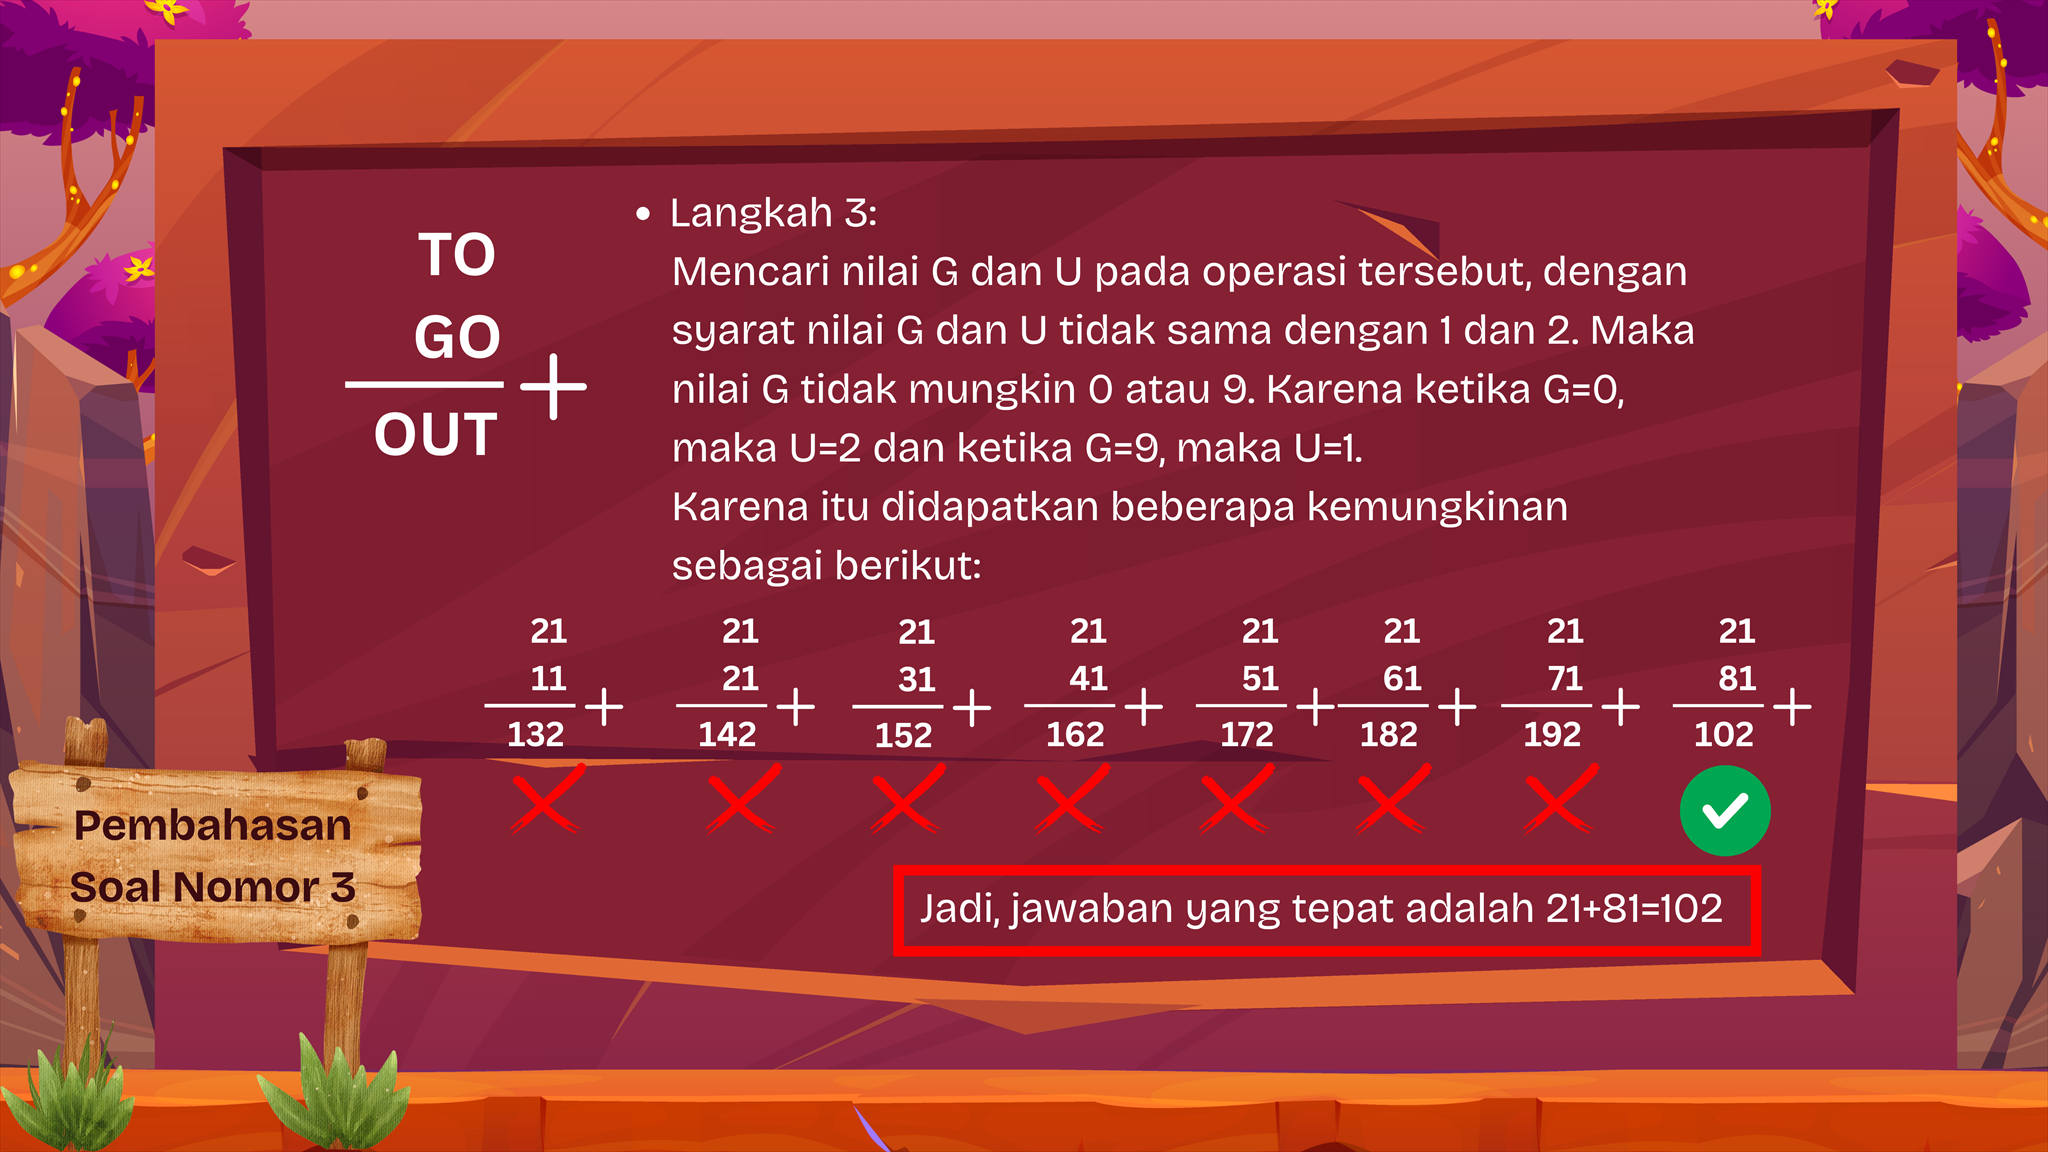 TO
GO
+
OUT
• Langkah 3:
Mencari nilai G dan U pada operasi tersebut, dengan
syarat nilai G dan U tidak sama dengan 1 dan 2. Maka
nilai G tidak mungkin 0 atau 9. Karena ketika G=0,
maka U=2 dan ketika G=9, maka U=1.
Karena itu didapatkan beberapa kemungkinan
sebagai berikut:
21 21 21 21 21 21 21 21
11 21 31 41 51 61 71 81
+ + + + + + + +
132 142 152 162 172 182 192 102
Jadi, jawaban yang tepat adalah 21+81=102
Pembahasan
Soal Nomor 3